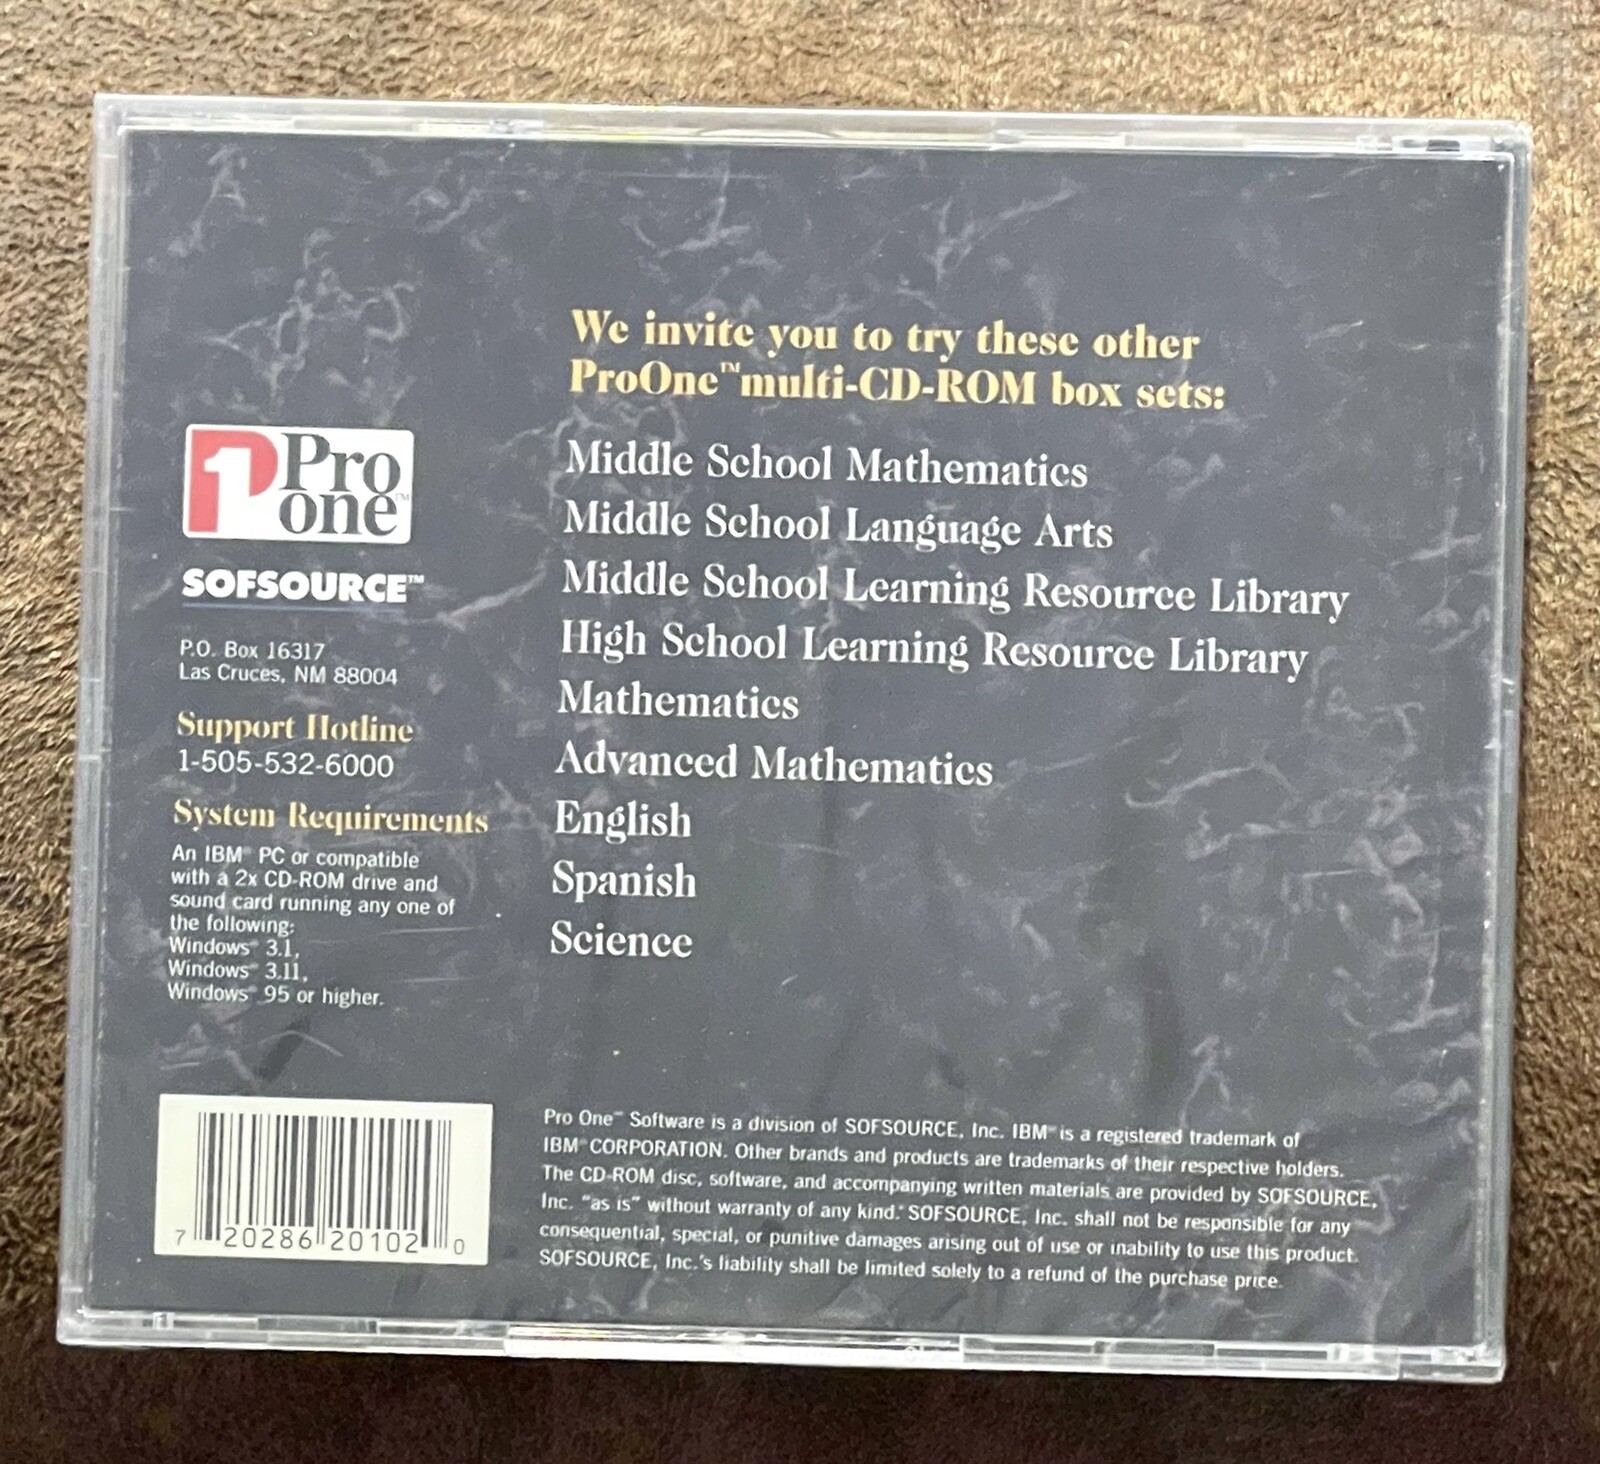 We invite you to try these other
ProOne™ multi-CD-ROM box sets:
Middle School Mathematics
Middle School Language Arts
Middle School Learning Resource Library
High School Learning Resource Library
Mathematics
Advanced Mathematics
English
Spanish
Science
1 Pro
one™
SOFSOURCE™
P.O. Box 16317
Las Cruces, NM 88004
Support Hotline
1-505-532-6000
System Requirements
An IBM® PC or compatible
with a 2x CD-ROM drive and
sound card running any one of
the following:
Windows® 3.1,
Windows® 3.11,
Windows® 95 or higher.
7 20286 20102 0
Pro One™ Software is a division of SOFSOURCE, Inc. IBM® is a registered trademark of
IBM® CORPORATION. Other brands and products are trademarks of their respective holders.
The CD-ROM disc, software, and accompanying written materials are provided by SOFSOURCE,
Inc. "as is" without warranty of any kind. SOFSOURCE, Inc. shall not be responsible for any
consequential, special, or punitive damages arising out of use or inability to use this product.
SOFSOURCE, Inc.'s liability shall be limited solely to a refund of the purchase price.